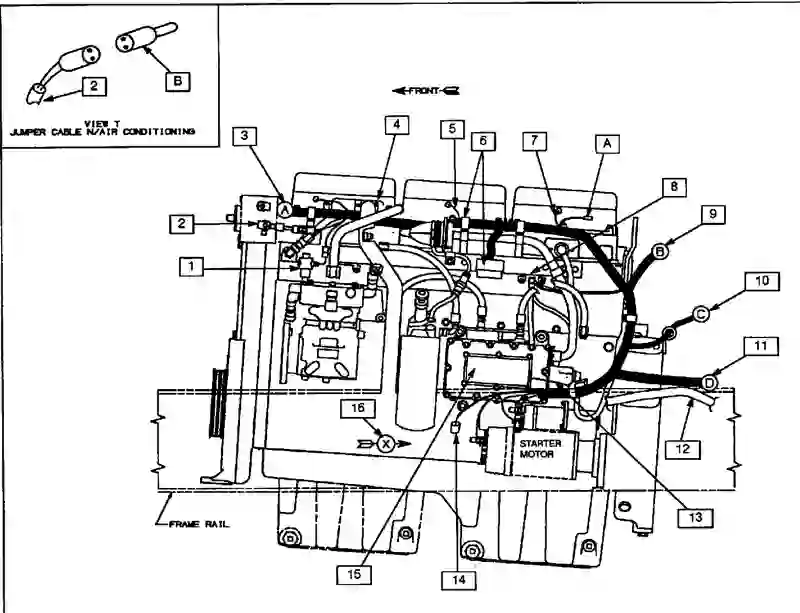 2
B
VIEW T
JUMPER CABLE N/AIR CONDITIONING
FRONT
3
4
5
6
7
A
8
9
2
A
1
B
10
C
11
D
16
X
STARTER
MOTOR
12
FRAME RAIL
13
15
14